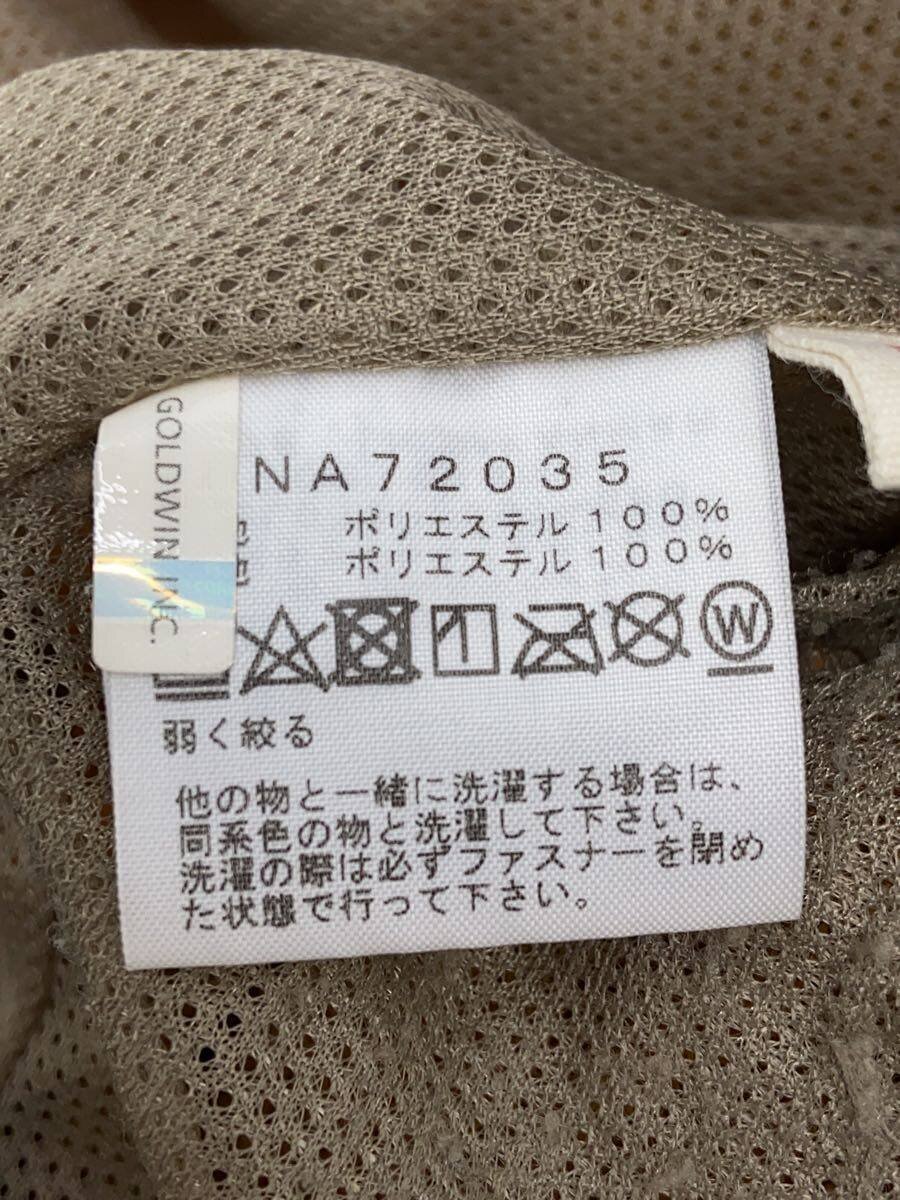 GOLDWIN INC.
NA72035
地 ポリエステル100%
地 ポリエステル100%
W
弱く絞る
他の物と一緒に洗濯する場合は、
同系色の物と洗濯して下さい。
洗濯の際は必ずファスナーを閉め
た状態で行って下さい。